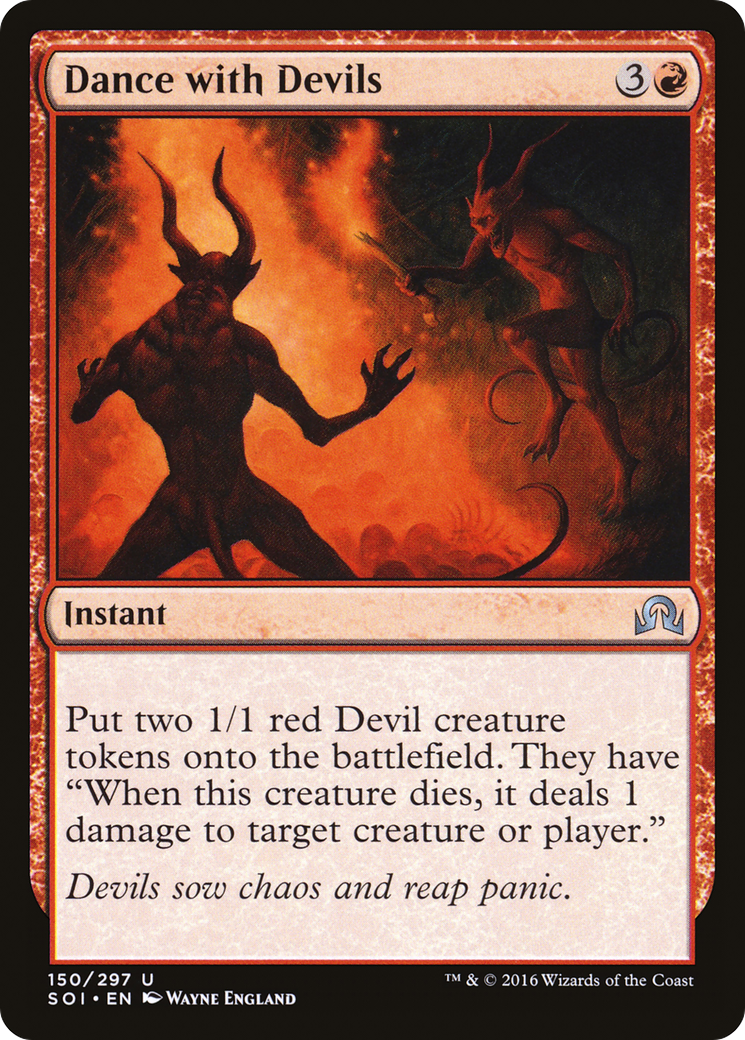 Dance with Devils 3
Instant
Put two 1/1 red Devil creature
tokens onto the battlefield. They have
“When this creature dies, it deals 1
damage to target creature or player.”
Devils sow chaos and reap panic.
150/297 U
SOI • EN Wayne England
™ & © 2016 Wizards of the Coast